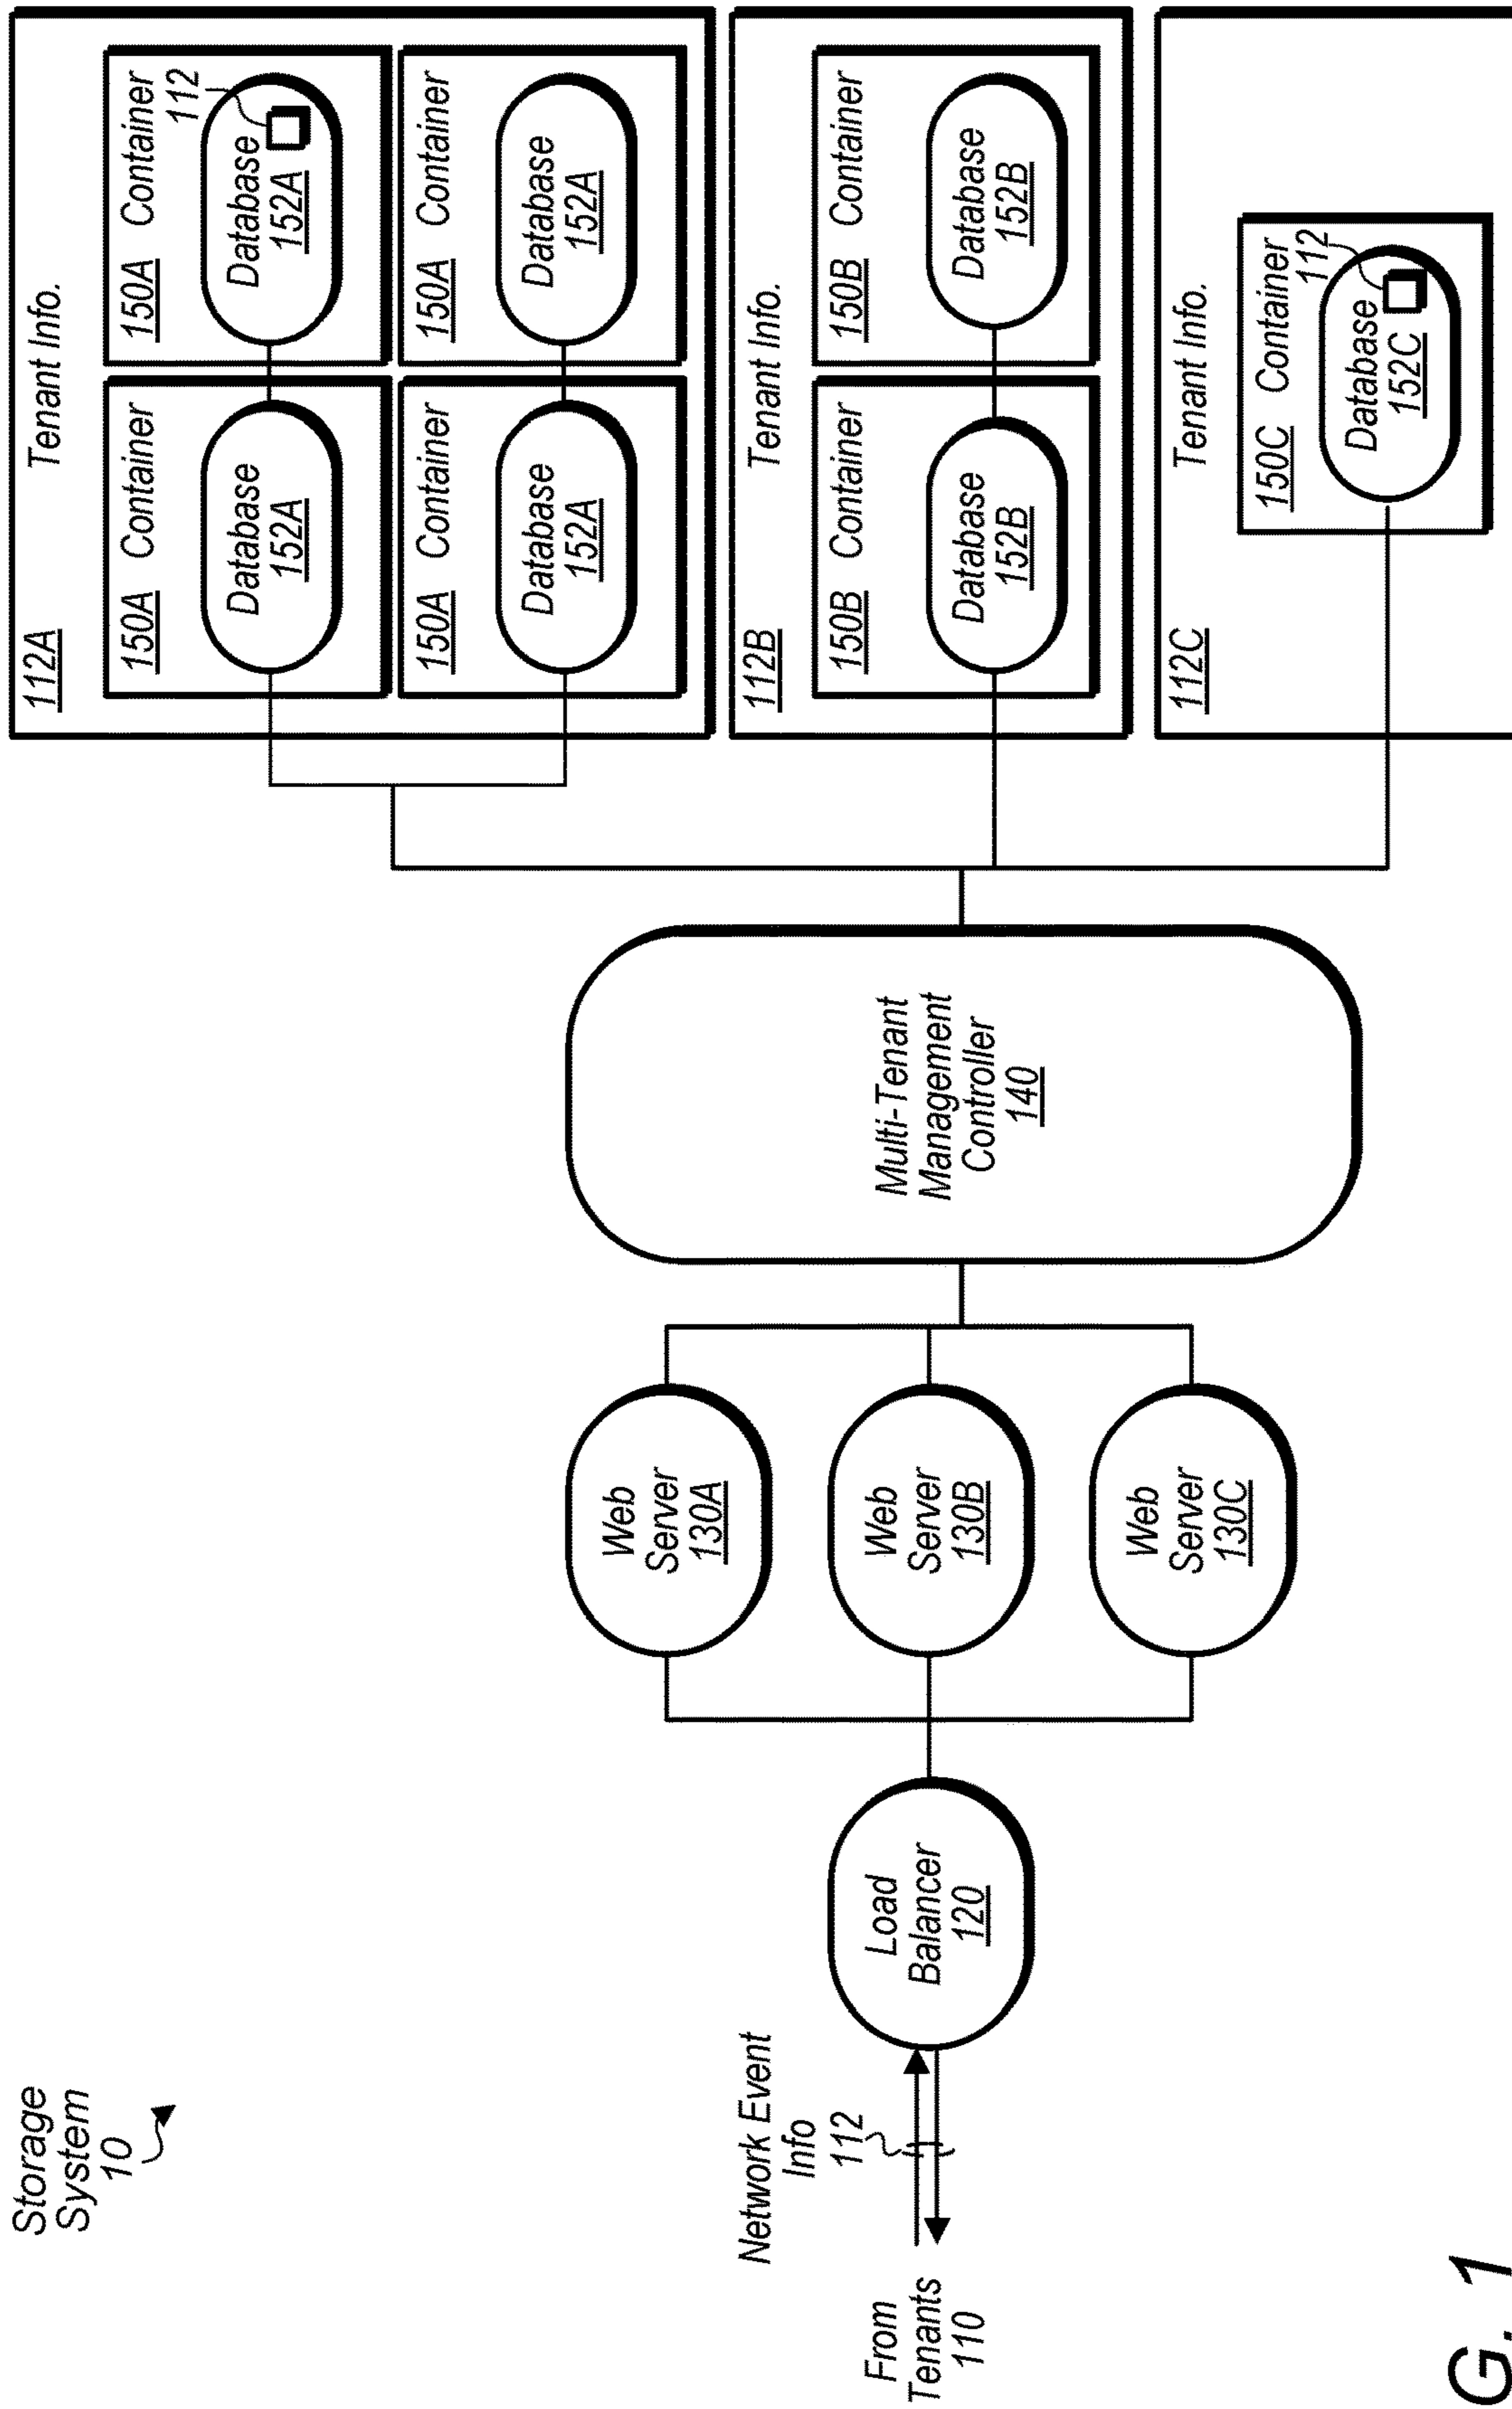 Storage
System
10
From
Tenants
110
Network Event
Info
112
Load
Balancer
120
Web
Server
130A
Web
Server
130B
Web
Server
130C
Multi-Tenant
Management
Controller
140
112A
Tenant Info.
150A Container
Database
152A
150A Container
112
Database
152A
150A Container
Database
152A
150A Container
Database
152A
112B
Tenant Info.
150B Container
Database
152B
150B Container
Database
152B
112C
Tenant Info.
150C Container
112
Database
152C
G. 1